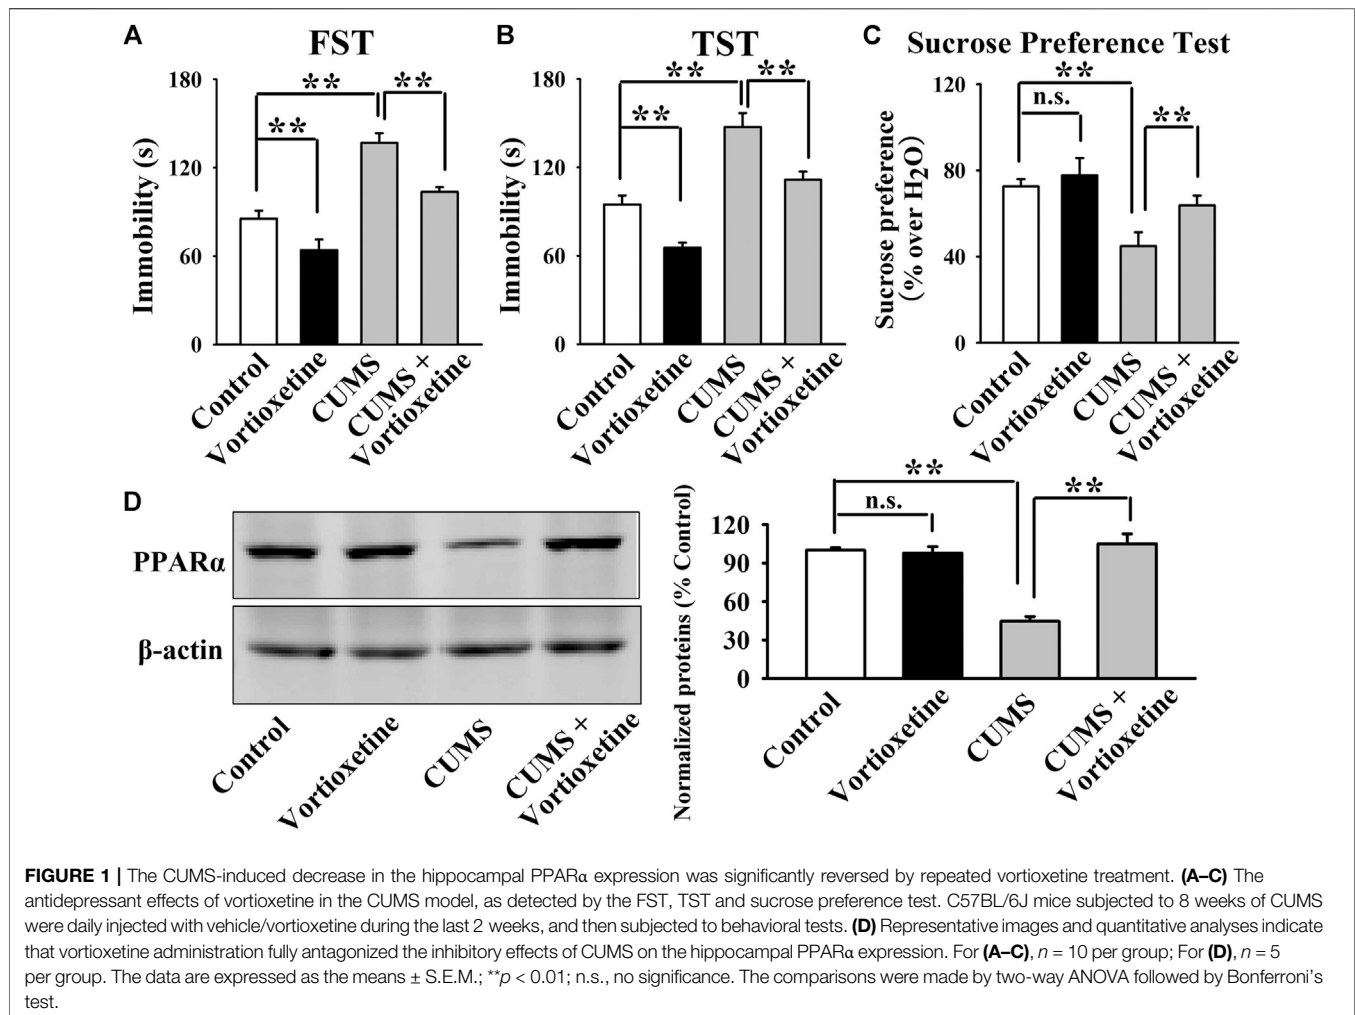 A
FST
Immobility (s)
180
120
60
0
**
**
**
Control
Vortioxetine
CUMS
CUMS +
Vortioxetine
B
TST
Immobility (s)
180
120
60
0
**
**
**
Control
Vortioxetine
CUMS
CUMS +
Vortioxetine
C
Sucrose Preference Test
Sucrose preference
(% over H₂O)
120
80
40
0
**
n.s.
**
Control
Vortioxetine
CUMS
CUMS +
Vortioxetine
D
PPARα
β-actin
Control
Vortioxetine
CUMS
CUMS +
Vortioxetine
Normalized proteins (% Control)
120
90
60
30
0
**
n.s.
**
Control
Vortioxetine
CUMS
CUMS +
Vortioxetine
FIGURE 1 | The CUMS-induced decrease in the hippocampal PPARα expression was significantly reversed by repeated vortioxetine treatment. (A–C) The
antidepressant effects of vortioxetine in the CUMS model, as detected by the FST, TST and sucrose preference test. C57BL/6J mice subjected to 8 weeks of CUMS
were daily injected with vehicle/vortioxetine during the last 2 weeks, and then subjected to behavioral tests. (D) Representative images and quantitative analyses indicate
that vortioxetine administration fully antagonized the inhibitory effects of CUMS on the hippocampal PPARα expression. For (A–C), n = 10 per group; For (D), n = 5
per group. The data are expressed as the means ± S.E.M.; **p < 0.01; n.s., no significance. The comparisons were made by two-way ANOVA followed by Bonferroni’s
test.